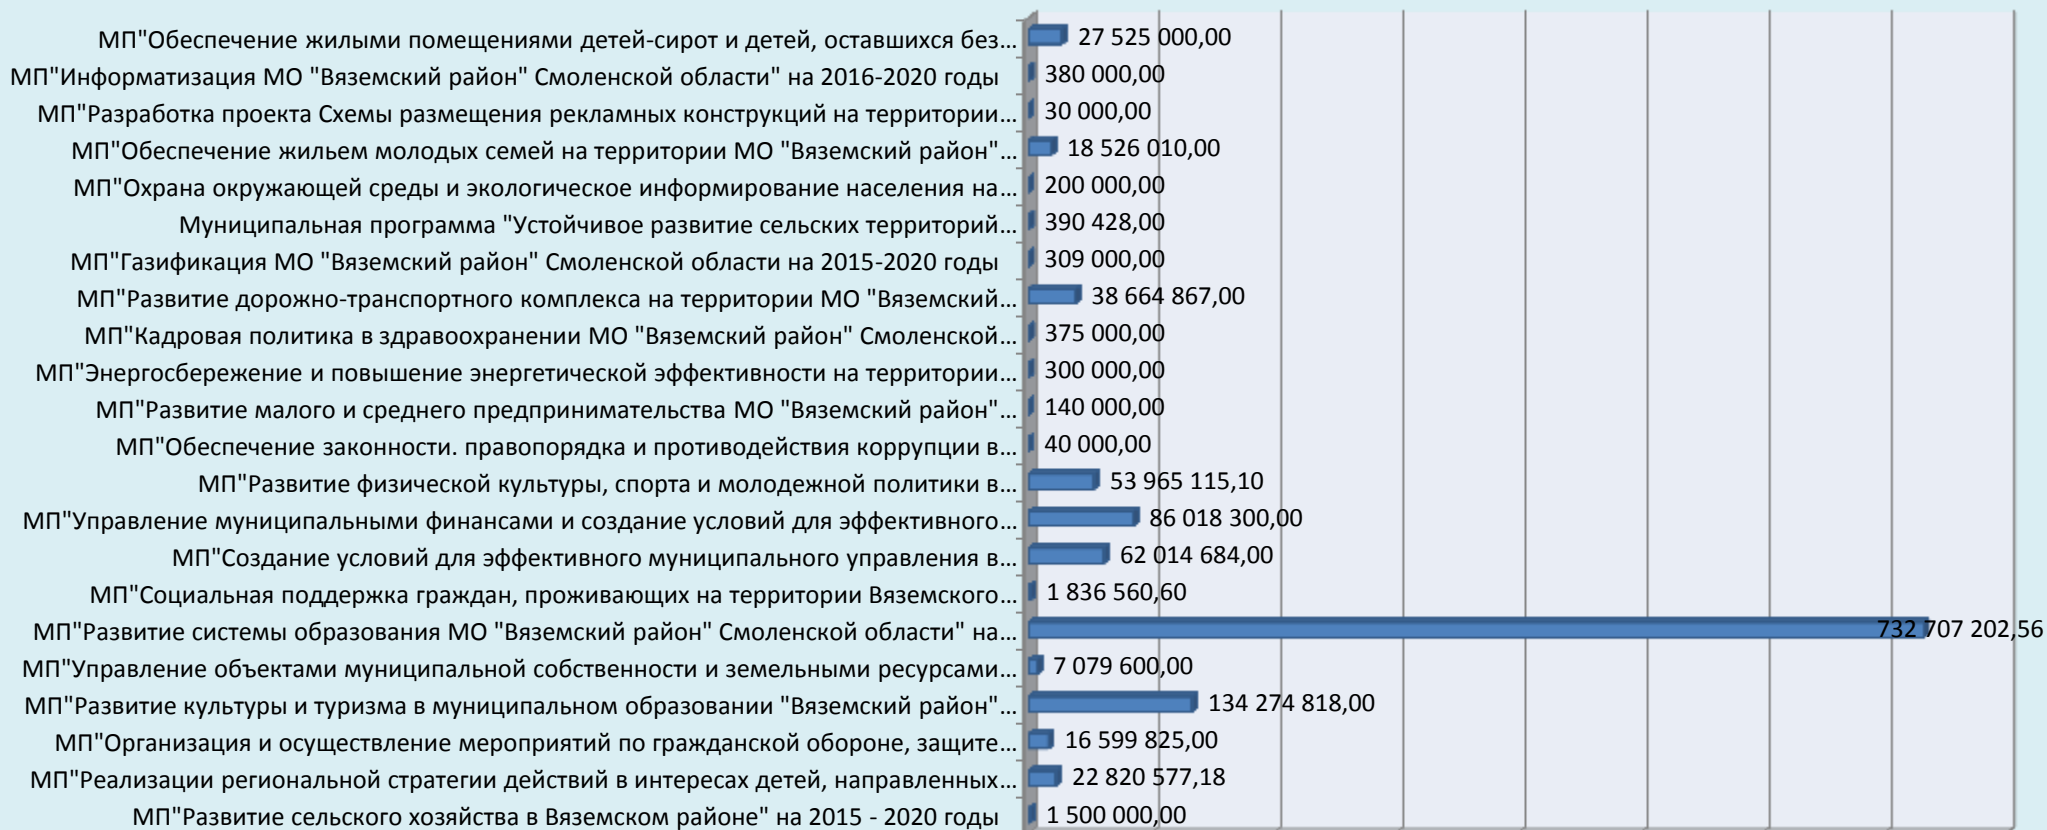 МП"Обеспечение жилыми помещениями детей-сирот и детей, оставшихся без... 27 525 000,00
МП"Информатизация МО "Вяземский район" Смоленской области" на 2016-2020 годы 380 000,00
МП"Разработка проекта Схемы размещения рекламных конструкций на территории... 30 000,00
МП"Обеспечение жильем молодых семей на территории МО "Вяземский район"... 18 526 010,00
МП"Охрана окружающей среды и экологическое информирование населения на... 200 000,00
Муниципальная программа "Устойчивое развитие сельских территорий... 390 428,00
МП"Газификация МО "Вяземский район" Смоленской области на 2015-2020 годы 309 000,00
МП"Развитие дорожно-транспортного комплекса на территории МО "Вяземский... 38 664 867,00
МП"Кадровая политика в здравоохранении МО "Вяземский район" Смоленской... 375 000,00
МП"Энергосбережение и повышение энергетической эффективности на территории... 300 000,00
МП"Развитие малого и среднего предпринимательства МО "Вяземский район"... 140 000,00
МП"Обеспечение законности. правопорядка и противодействия коррупции в... 40 000,00
МП"Развитие физической культуры, спорта и молодежной политики в... 53 965 115,10
МП"Управление муниципальными финансами и создание условий для эффективного... 86 018 300,00
МП"Создание условий для эффективного муниципального управления в... 62 014 684,00
МП"Социальная поддержка граждан, проживающих на территории Вяземского... 1 836 560,60
МП"Развитие системы образования МО "Вяземский район" Смоленской области" на... 732 707 202,56
МП"Управление объектами муниципальной собственности и земельными ресурсами... 7 079 600,00
МП"Развитие культуры и туризма в муниципальном образовании "Вяземский район"... 134 274 818,00
МП"Организация и осуществление мероприятий по гражданской обороне, защите... 16 599 825,00
МП"Реализации региональной стратегии действий в интересах детей, направленных... 22 820 577,18
МП"Развитие сельского хозяйства в Вяземском районе" на 2015 - 2020 годы 1 500 000,00